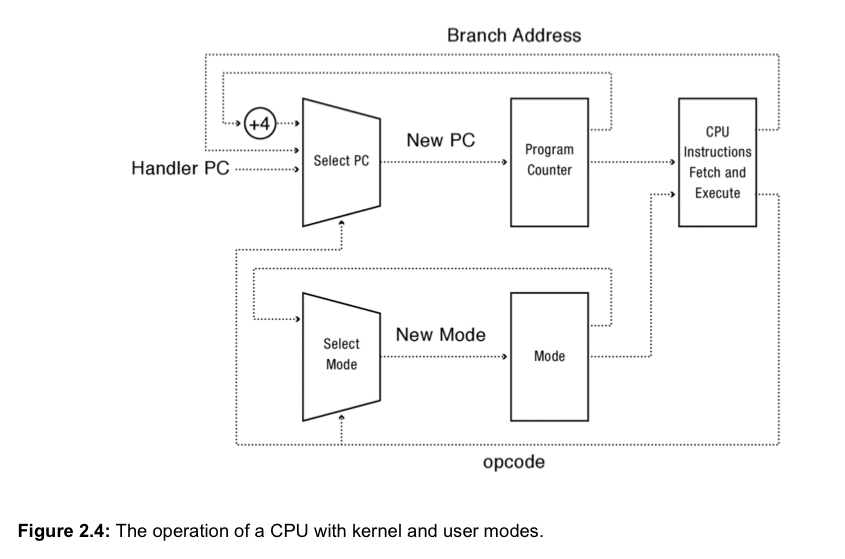 Branch Address
+4
Handler PC
Select PC
New PC
Program
Counter
CPU
Instructions
Fetch and
Execute
Select
Mode
New Mode
Mode
opcode
Figure 2.4: The operation of a CPU with kernel and user modes.